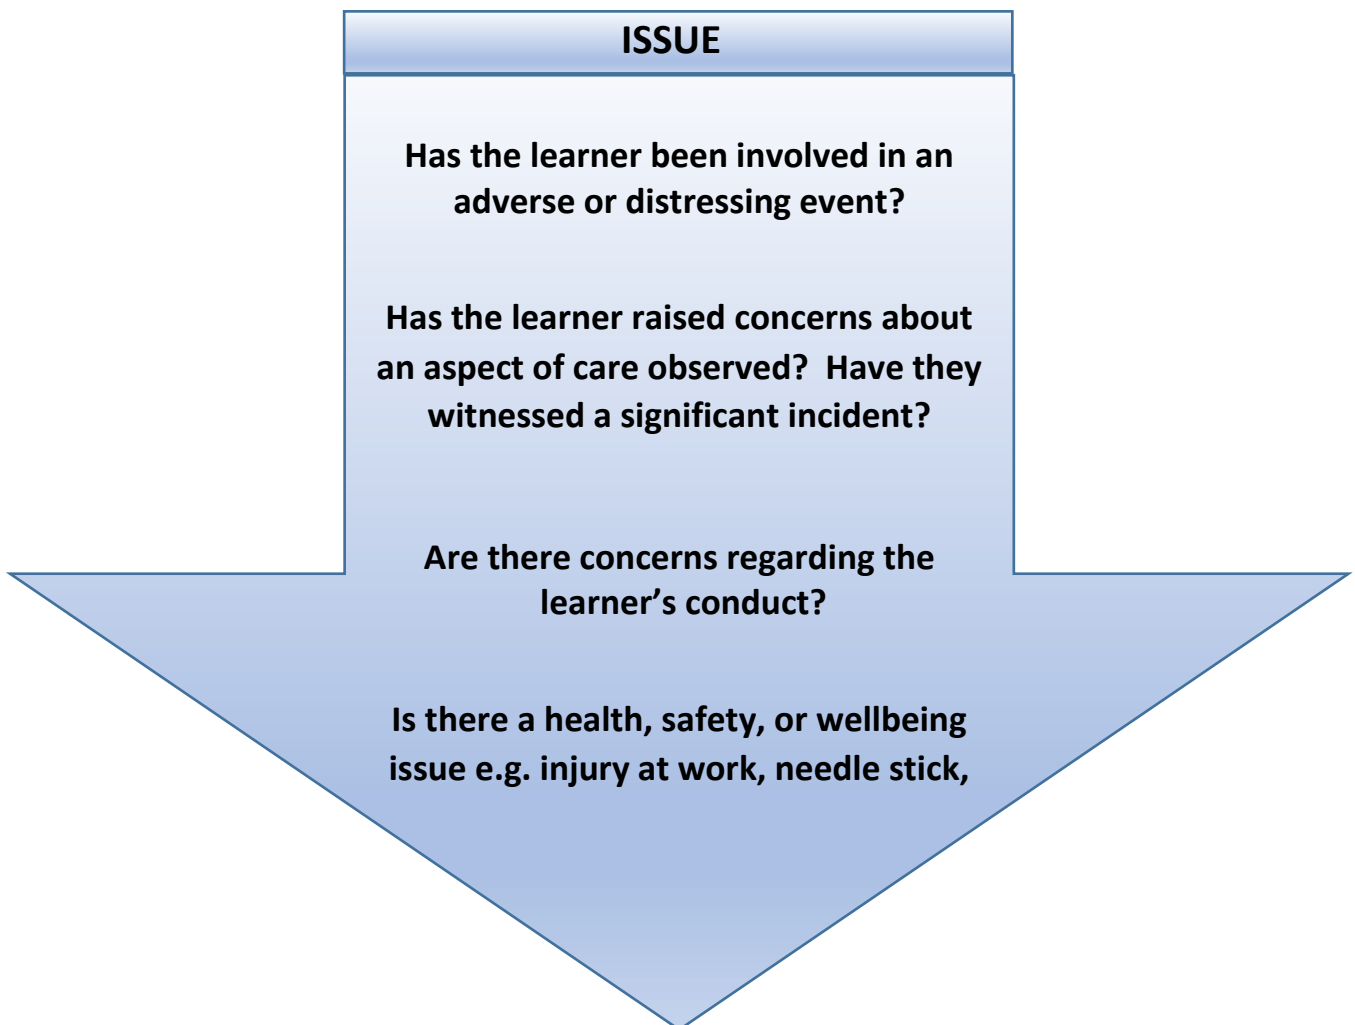 ISSUE
Has the learner been involved in an
adverse or distressing event?
Has the learner raised concerns about
an aspect of care observed?  Have they
witnessed a significant incident?
Are there concerns regarding the
learner’s conduct?
Is there a health, safety, or wellbeing
issue e.g. injury at work, needle stick,